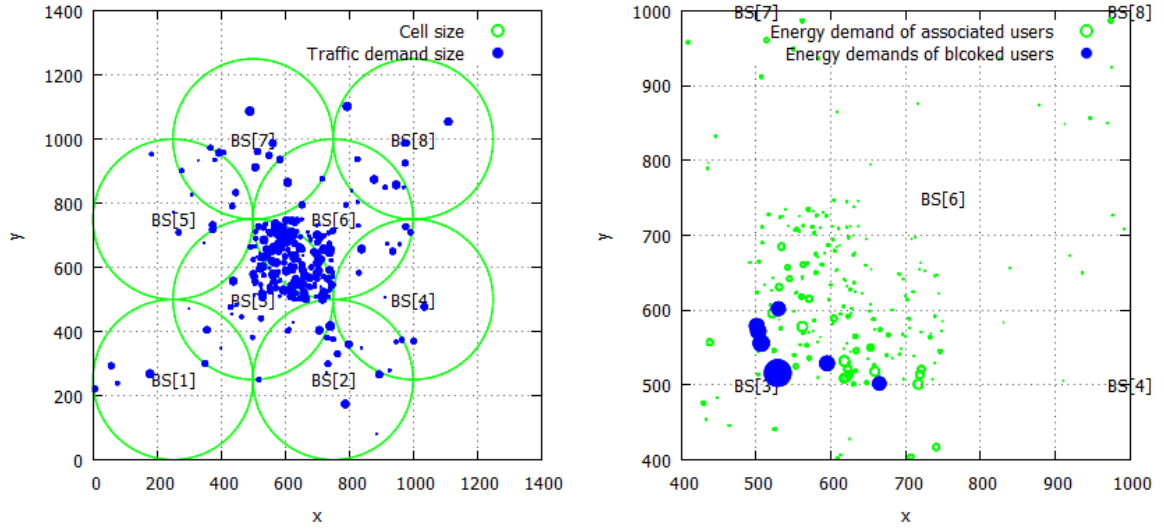 1400
1200
1000
800
600
400
200
0
y
0 200 400 600 800 1000 1200 1400
x
Cell size
Traffic demand size
BS[7]
BS[8]
BS[5]
BS[6]
BS[3]
BS[4]
BS[1]
BS[2]
1000
900
800
700
600
500
400
y
400 500 600 700 800 900 1000
x
BS[7]
BS[8]
Energy demand of associated users
Energy demands of blcoked users
BS[6]
BS[3]
BS[4]